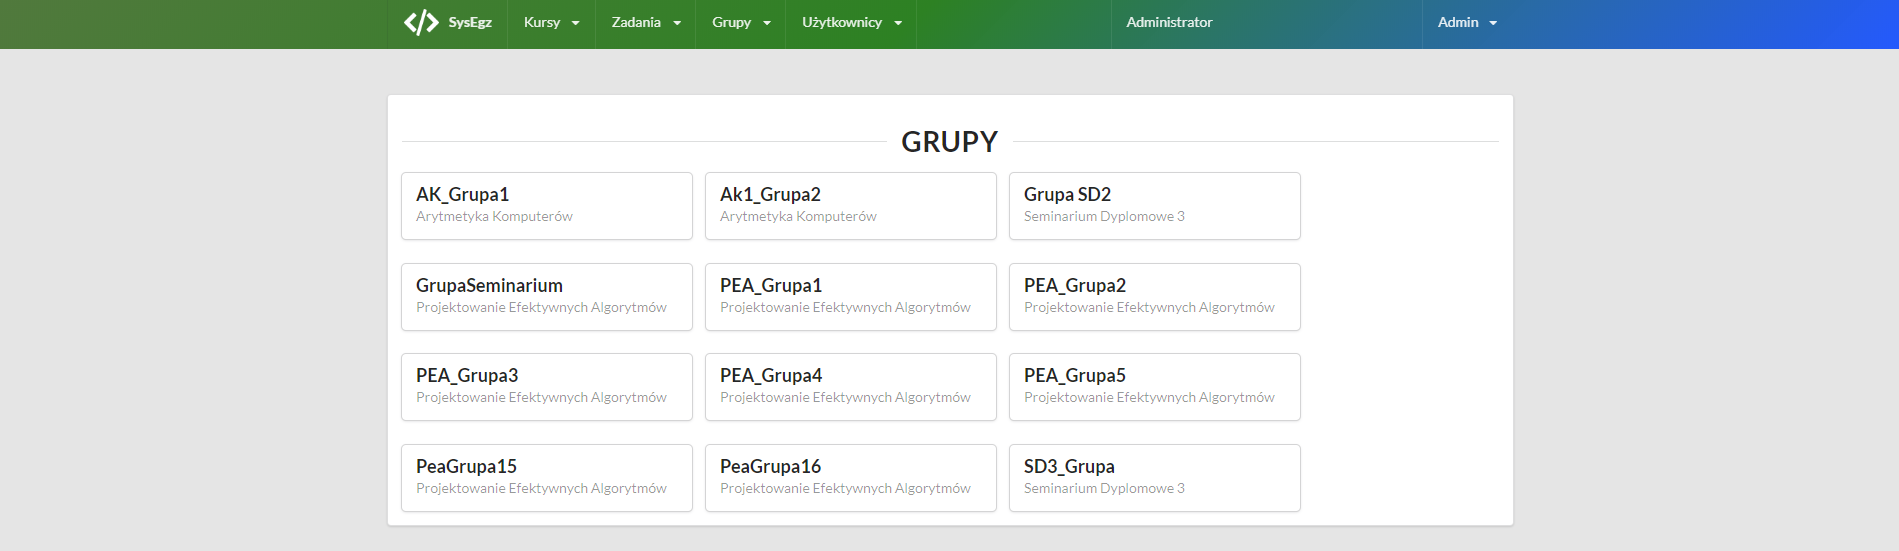 SysEgz Kursy Zadania Grupy Użytkownicy Administrator Admin
GRUPY
AK_Grupa1
Arytmetyka Komputerów
Ak1_Grupa2
Arytmetyka Komputerów
Grupa SD2
Seminarium Dyplomowe 3
GrupaSeminarium
Projektowanie Efektywnych Algorytmów
PEA_Grupa1
Projektowanie Efektywnych Algorytmów
PEA_Grupa2
Projektowanie Efektywnych Algorytmów
PEA_Grupa3
Projektowanie Efektywnych Algorytmów
PEA_Grupa4
Projektowanie Efektywnych Algorytmów
PEA_Grupa5
Projektowanie Efektywnych Algorytmów
PeaGrupa15
Projektowanie Efektywnych Algorytmów
PeaGrupa16
Projektowanie Efektywnych Algorytmów
SD3_Grupa
Seminarium Dyplomowe 3